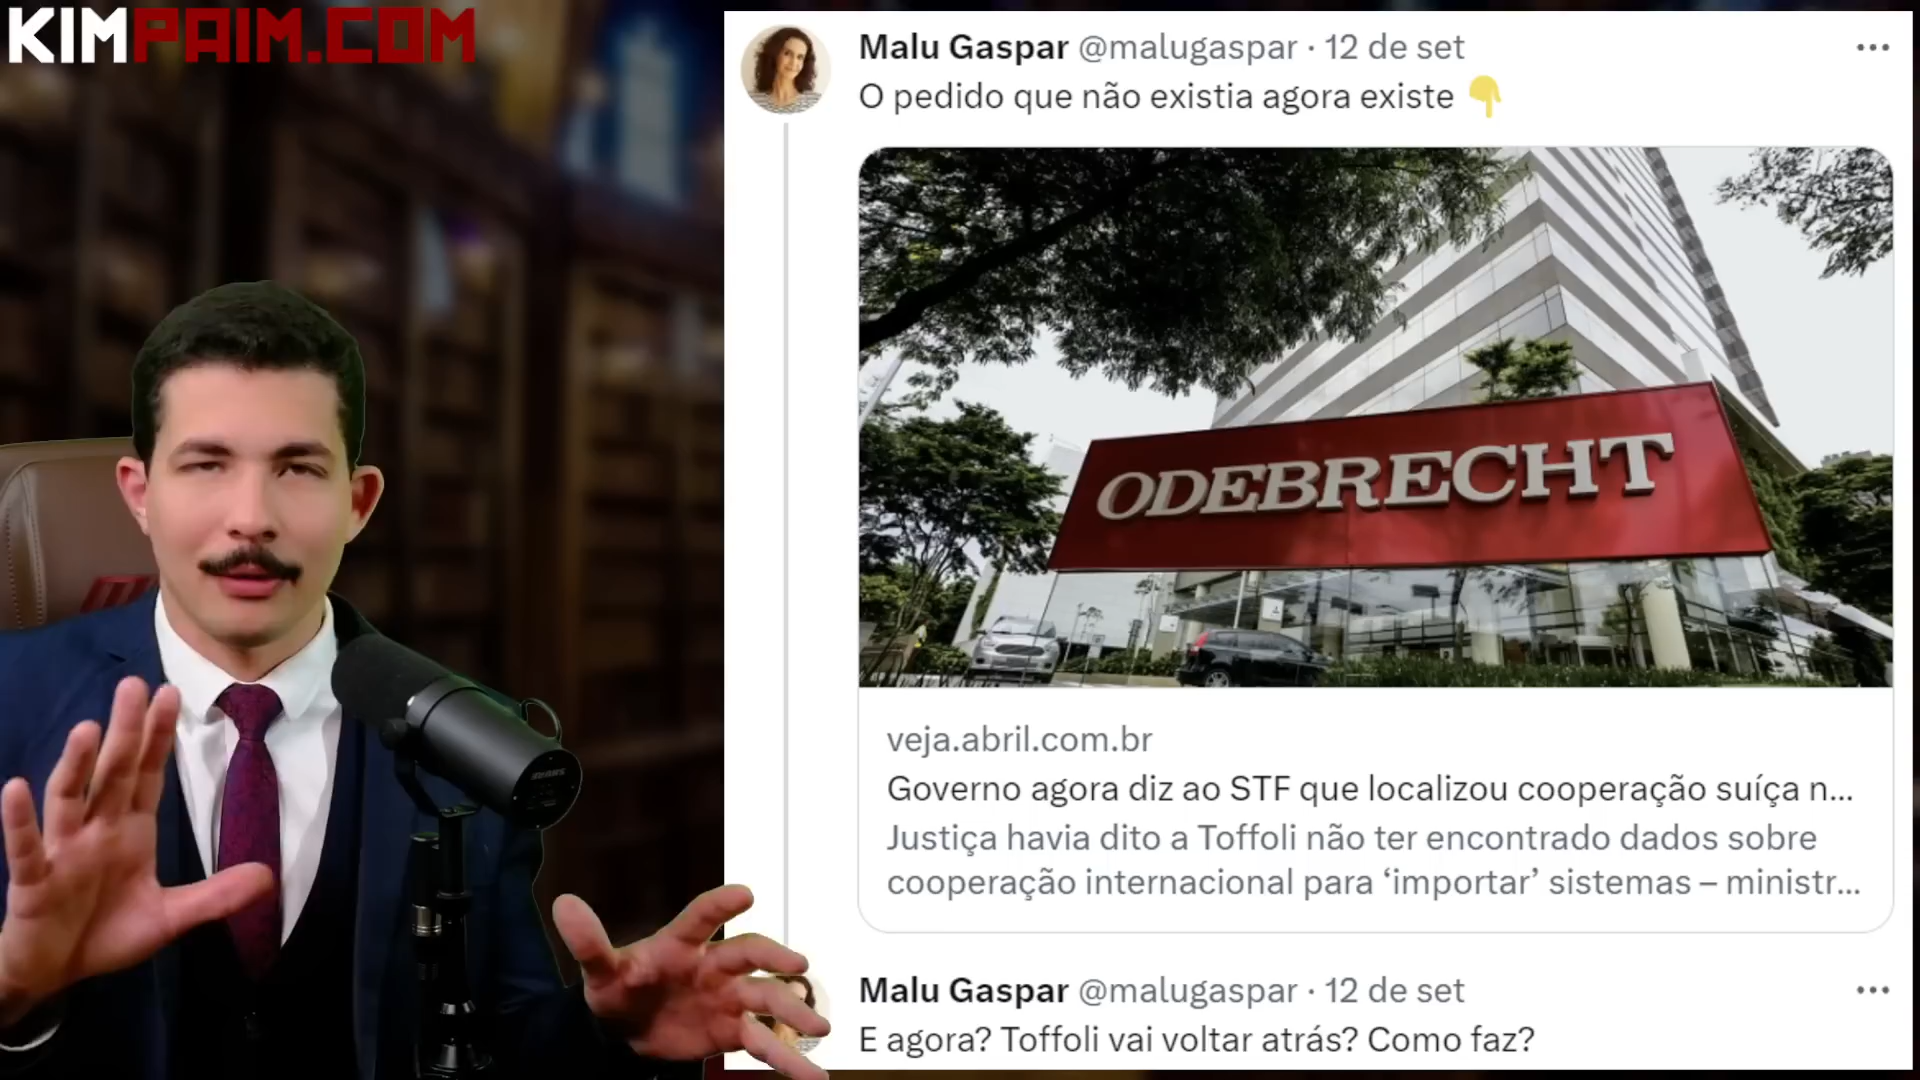 KIMPAIM.COM
Malu Gaspar @malugaspar · 12 de set
O pedido que não existia agora existe 👇
ODEBRECHT
veja.abril.com.br
Governo agora diz ao STF que localizou cooperação suíça n...
Justiça havia dito a Toffoli não ter encontrado dados sobre
cooperação internacional para ‘importar’ sistemas – ministr...
Malu Gaspar @malugaspar · 12 de set
E agora? Toffoli vai voltar atrás? Como faz?
SHURE